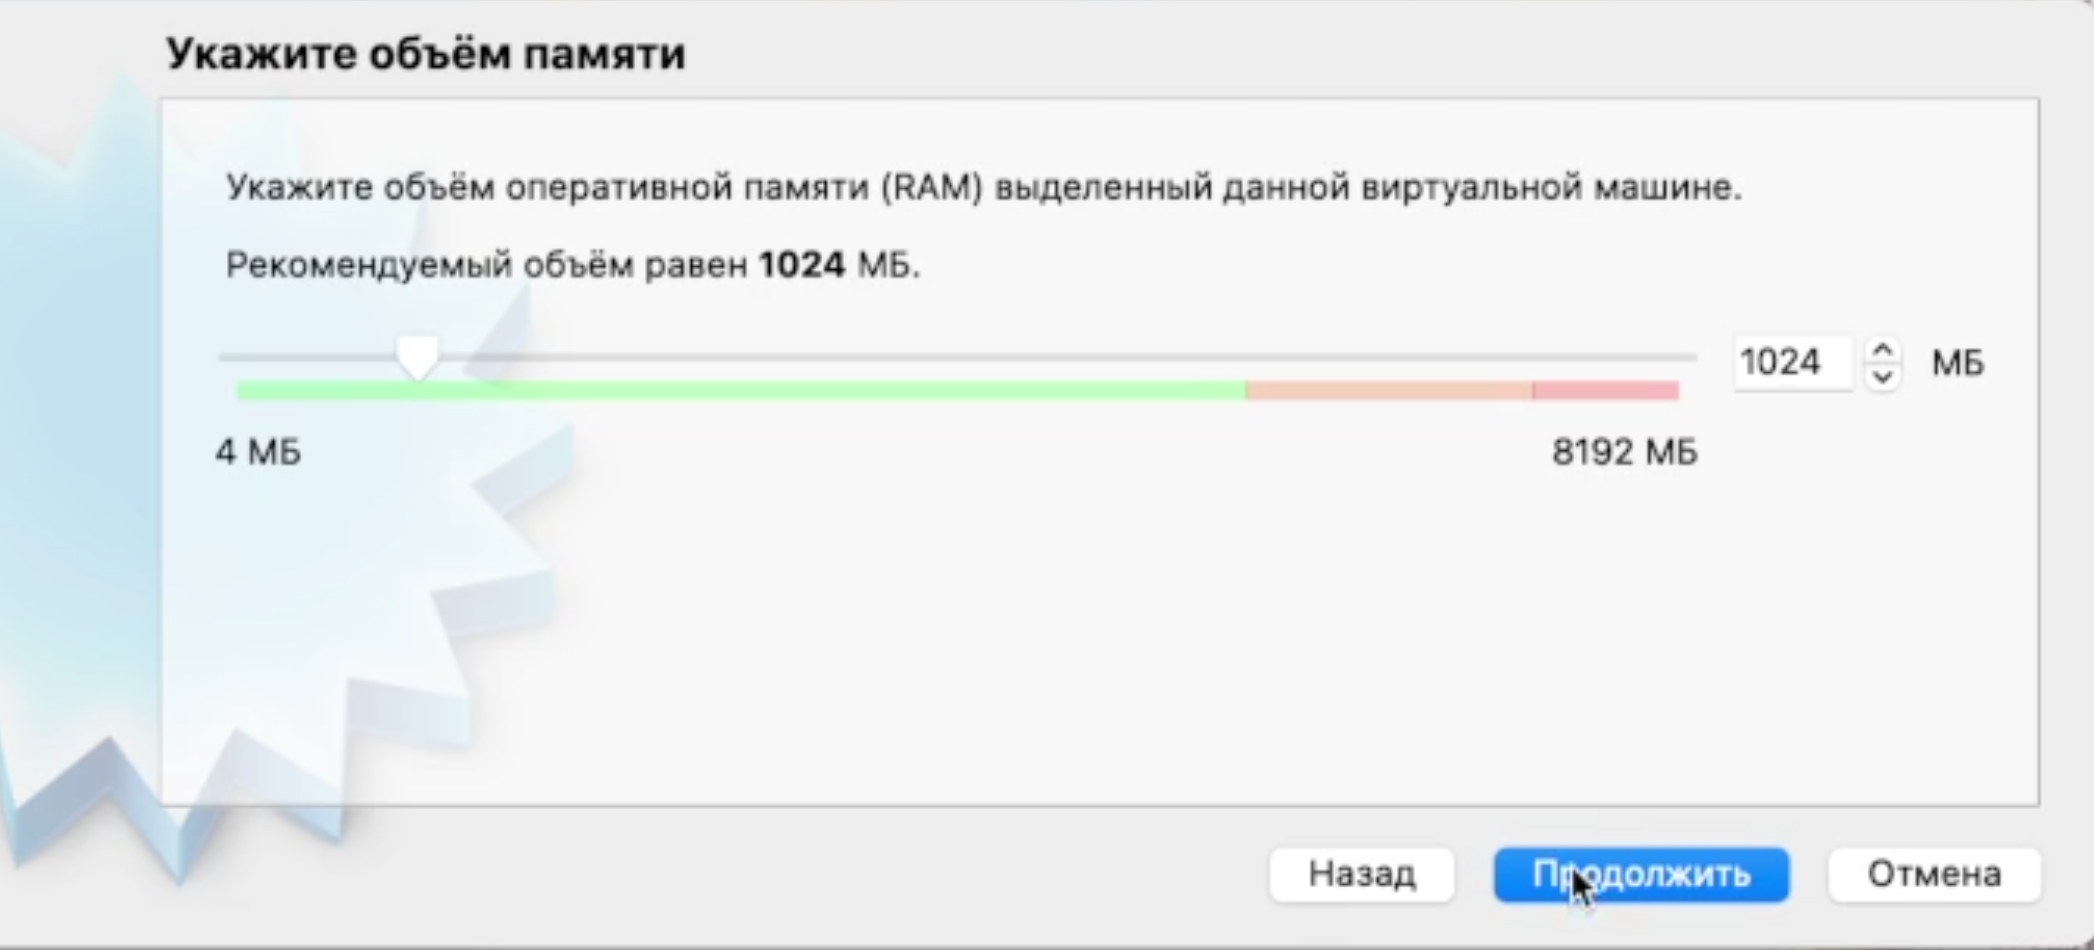 Укажите объём памяти
Укажите объём оперативной памяти (RAM) выделенный данной виртуальной машине.
Рекомендуемый объём равен 1024 МБ.
1024 МБ
4 МБ 8192 МБ
Назад Продолжить Отмена